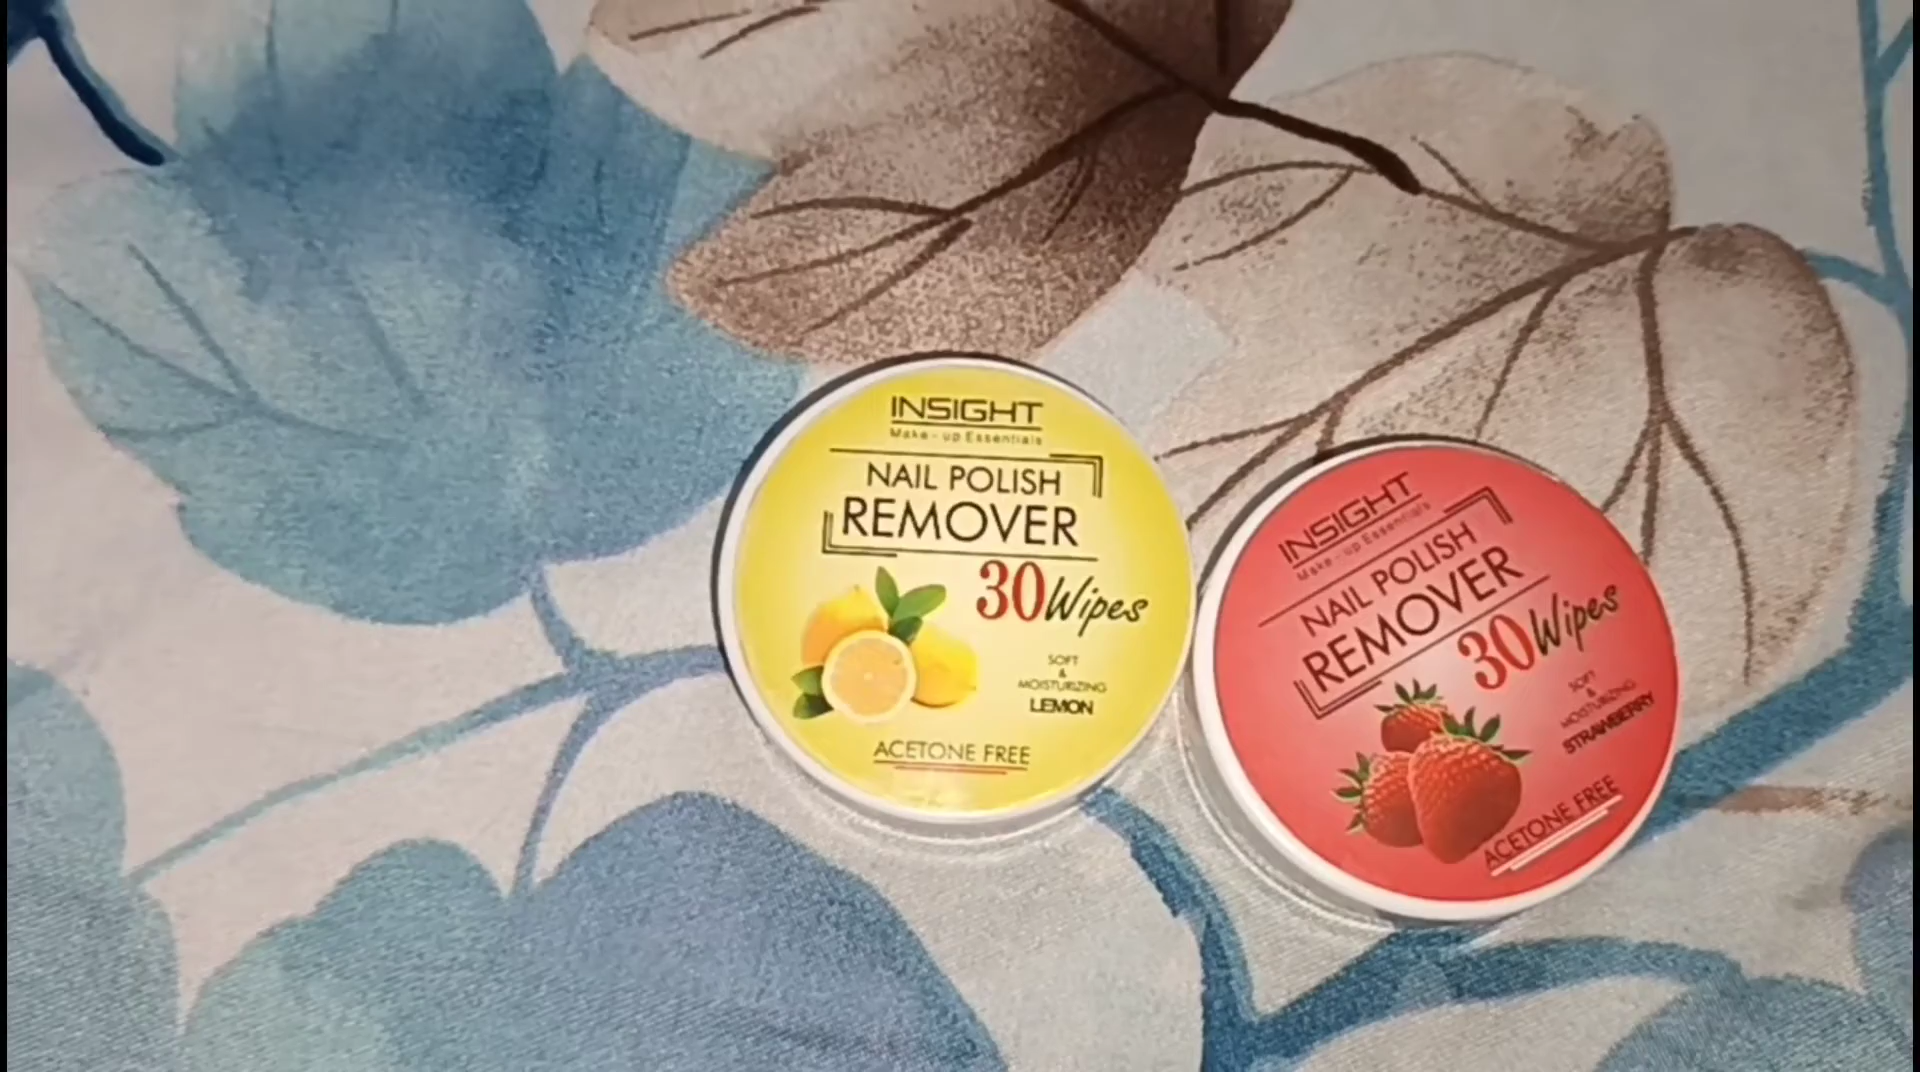 INSIGHT
Make-up Essentials
NAIL POLISH
REMOVER
30 Wipes
SOFT
&
MOISTURIZING
LEMON
ACETONE FREE
INSIGHT
Make-up Essentials
NAIL POLISH
REMOVER
30 Wipes
SOFT
&
MOISTURIZING
STRAWBERRY
ACETONE FREE